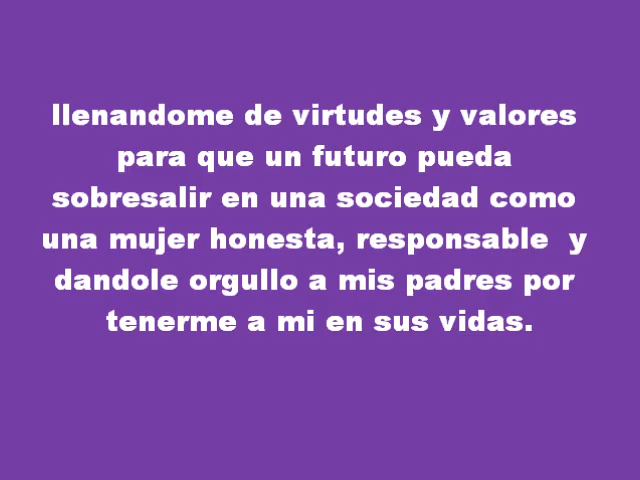 llenandome de virtudes y valores
para que un futuro pueda
sobresalir en una sociedad como
una mujer honesta, responsable  y
dandole orgullo a mis padres por
tenerme a mi en sus vidas.